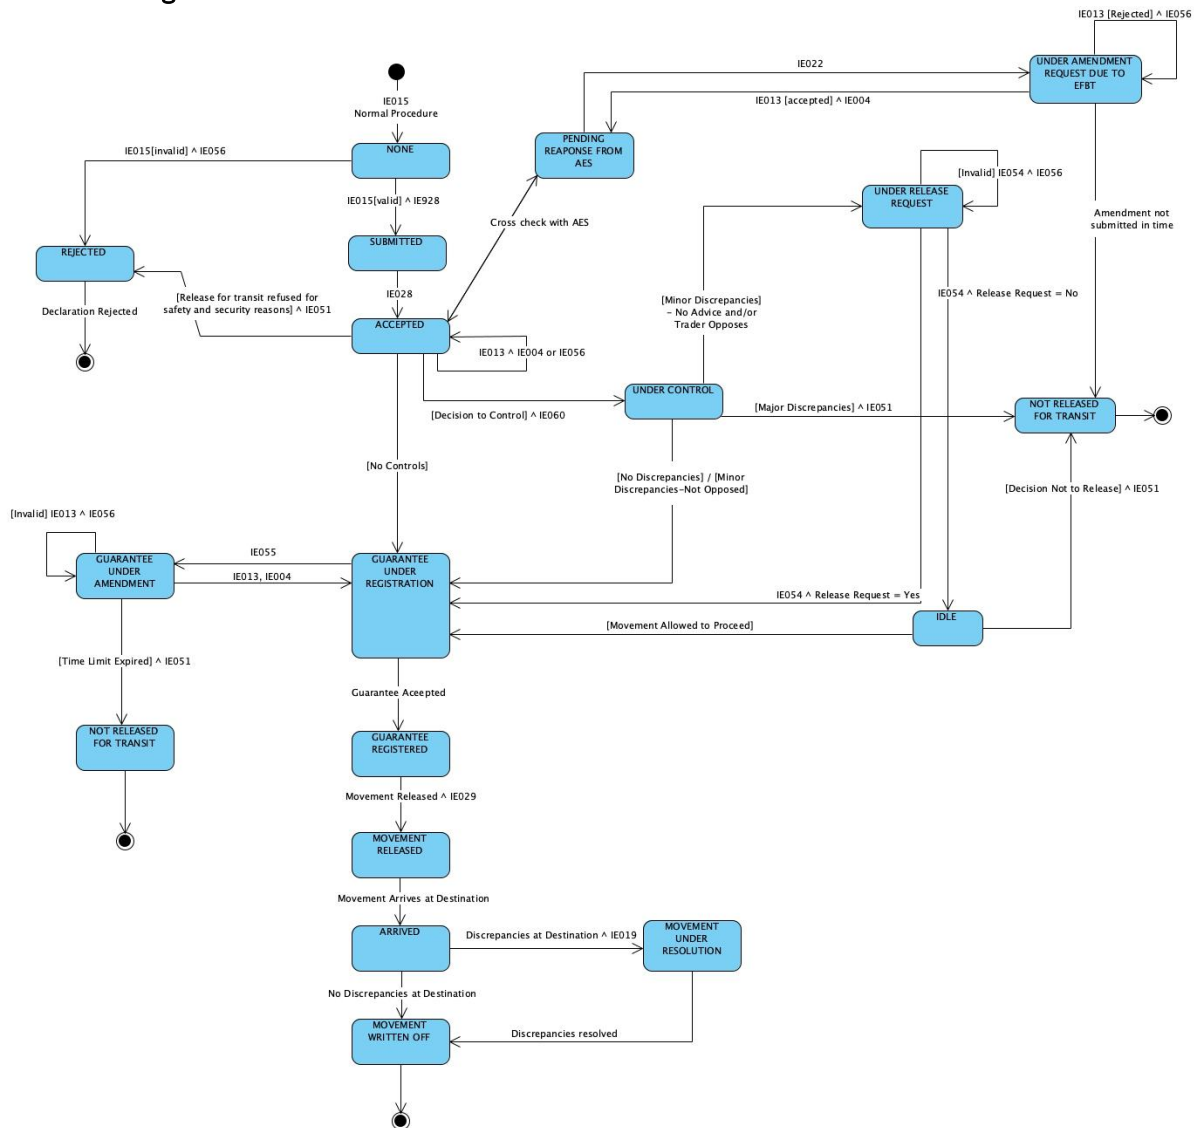 IE013 [Rejected] ^ IE056
UNDER AMENDMENT
REQUEST DUE TO
EFBT
IE022
IE013 [accepted] ^ IE004
IE015
Normal Procedure
NONE
PENDING
REAPONSE FROM
AES
IE015[invalid] ^ IE056
[Invalid] IE054 ^ IE056
UNDER RELEASE
REQUEST
IE015[valid] ^ IE928
Cross check with AES
Amendment not
submitted in time
SUBMITTED
REJECTED
IE028
[Release for transit refused for
safety and security reasons] ^ IE051
Declaration Rejected
IE054 ^ Release Request = No
[Minor Discrepancies]
- No Advice and/or
Trader Opposes
ACCEPTED
IE013 ^ IE004 or IE056
UNDER CONTROL
[Decision to Control] ^ IE060
[Major Discrepancies] ^ IE051
NOT RELEASED
FOR TRANSIT
[No Controls]
[No Discrepancies] / [Minor
Discrepancies-Not Opposed]
[Decision Not to Release] ^ IE051
[Invalid] IE013 ^ IE056
GUARANTEE
UNDER
AMENDMENT
IE055
IE013, IE004
GUARANTEE
UNDER
REGISTRATION
IE054 ^ Release Request = Yes
IDLE
[Movement Allowed to Proceed]
[Time Limit Expired] ^ IE051
Guarantee Aceepted
NOT RELEASED
FOR TRANSIT
GUARANTEE
REGISTERED
Movement Released ^ IE029
MOVEMENT
RELEASED
Movement Arrives at Destination
ARRIVED
Discrepancies at Destination ^ IE019
MOVEMENT
UNDER
RESOLUTION
No Discrepancies at Destination
MOVEMENT
WRITTEN OFF
Discrepancies resolved